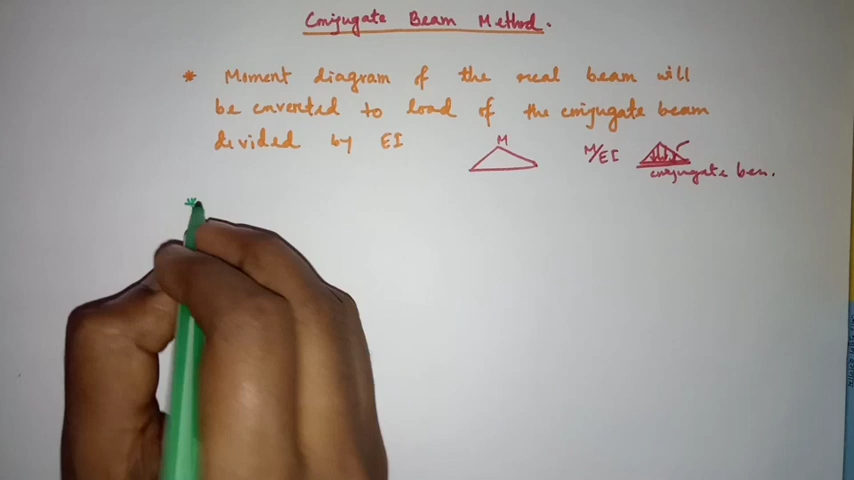 Conjugate Beam Method.
* Moment diagram of the real beam will
be converted to load of the conjugate beam
divided by EI
M
M/EI
conjugate bem.